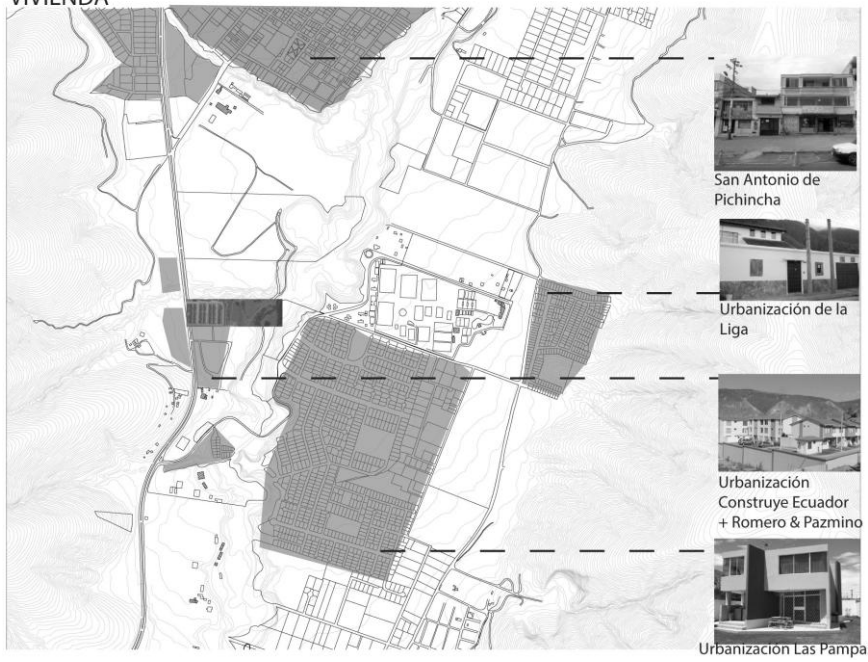 VIVIENDA
San Antonio de
Pichincha
Urbanización de la
Liga
Urbanización
Construye Ecuador
+ Romero & Pazmino
Urbanización Las Pampa